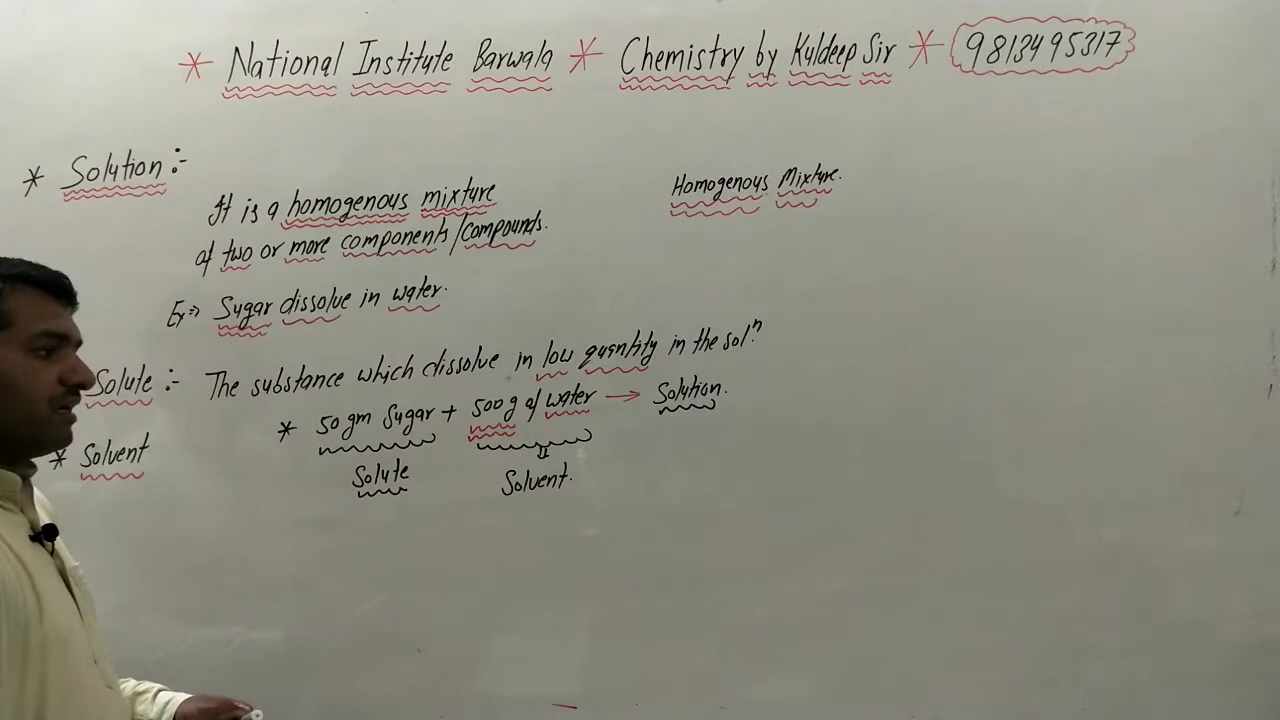 * National Institute Barwala * Chemistry by Kuldeep Sir * 9813495317
* Solution :-
It is a homogenous mixture
of two or more components/compounds.
Homogenous Mixture.
Ex⇒ Sugar dissolve in water.
Solute :- The substance which dissolve in low quantity in the solⁿ.
* 50 gm Sugar + 500g of water → Solution.
Solute Solvent.
* Solvent